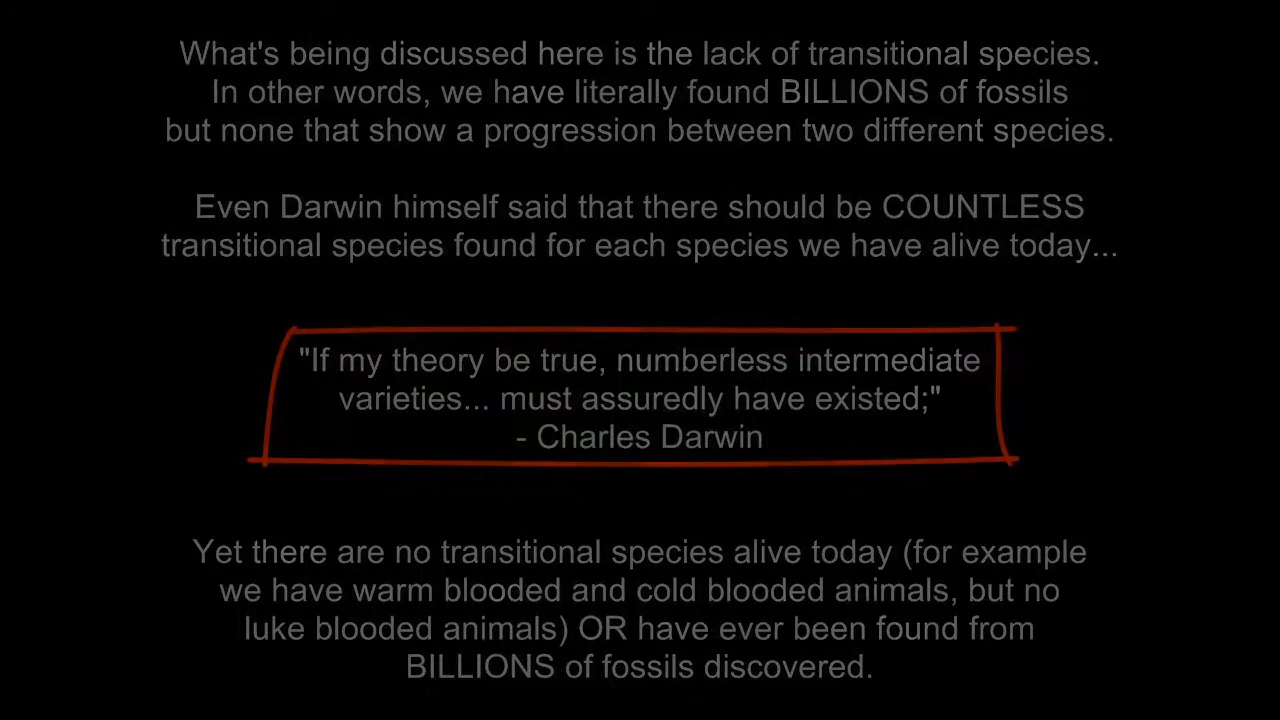 What's being discussed here is the lack of transitional species.
In other words, we have literally found BILLIONS of fossils
but none that show a progression between two different species.
Even Darwin himself said that there should be COUNTLESS
transitional species found for each species we have alive today...
"If my theory be true, numberless intermediate
varieties... must assuredly have existed;"
- Charles Darwin
Yet there are no transitional species alive today (for example
we have warm blooded and cold blooded animals, but no
luke blooded animals) OR have ever been found from
BILLIONS of fossils discovered.